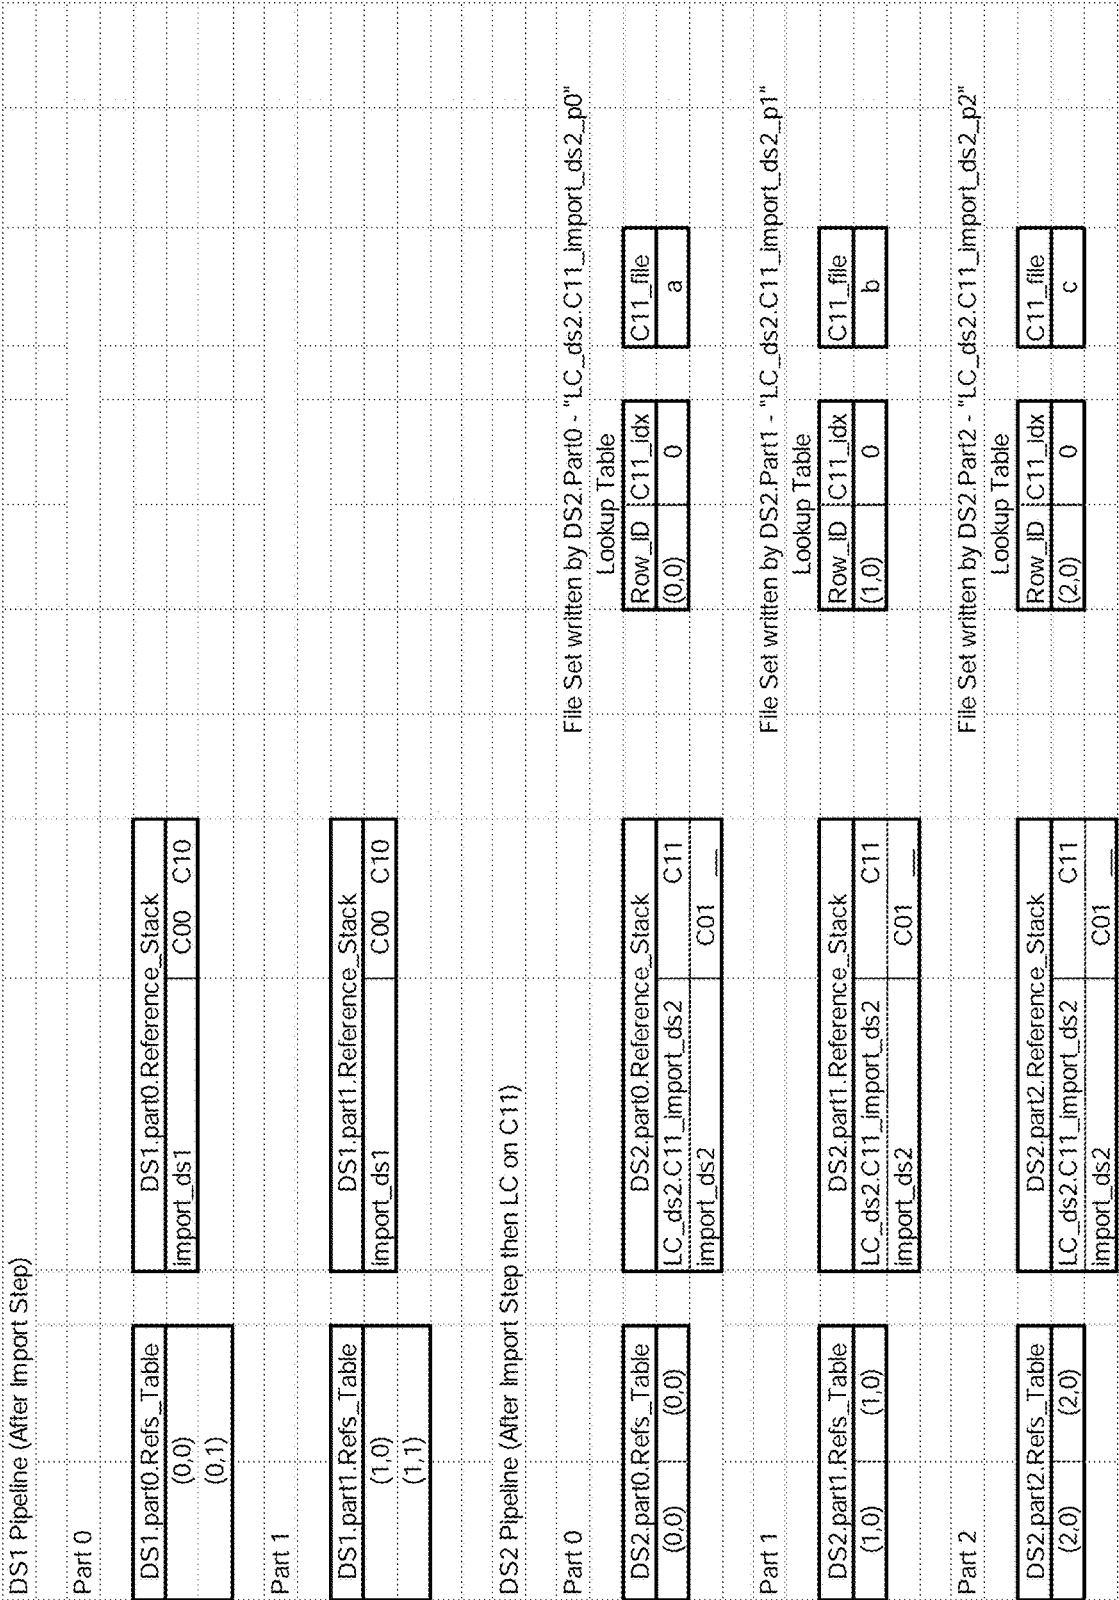 DS1 Pipeline (After Import Step)
Part 0
DS1.part0.Refs_Table
(0,0)
(0,1)
DS1.part0.Reference_Stack
import_ds1 C00 C10
Part 1
DS1.part1.Refs_Table
(1,0)
(1,1)
DS1.part1.Reference_Stack
import_ds1 C00 C10
DS2 Pipeline (After Import Step then LC on C11)
Part 0
DS2.part0.Refs_Table
(0,0) (0,0)
DS2.part0.Reference_Stack
LC_ds2.C11_import_ds2 C11
import_ds2 C01 __
File Set written by DS2.Part0 - "LC_ds2.C11_import_ds2_p0"
Lookup Table
Row_ID C11_idx
(0,0) 0
C11_file
a
Part 1
DS2.part1.Refs_Table
(1,0) (1,0)
DS2.part1.Reference_Stack
LC_ds2.C11_import_ds2 C11
import_ds2 C01 __
File Set written by DS2.Part1 - "LC_ds2.C11_import_ds2_p1"
Lookup Table
Row_ID C11_idx
(1,0) 0
C11_file
b
Part 2
DS2.part2.Refs_Table
(2,0) (2,0)
DS2.part2.Reference_Stack
LC_ds2.C11_import_ds2 C11
import_ds2 C01 __
File Set written by DS2.Part2 - "LC_ds2.C11_import_ds2_p2"
Lookup Table
Row_ID C11_idx
(2,0) 0
C11_file
c